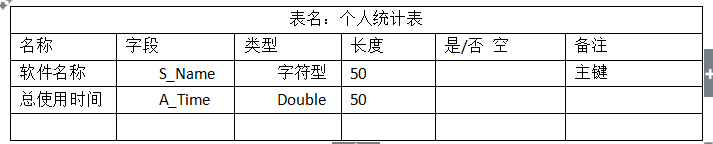 表名：个人统计表
名称 字段 类型 长度 是/否 空 备注
软件名称 S_Name 字符型 50 主键
总使用时间 A_Time Double 50